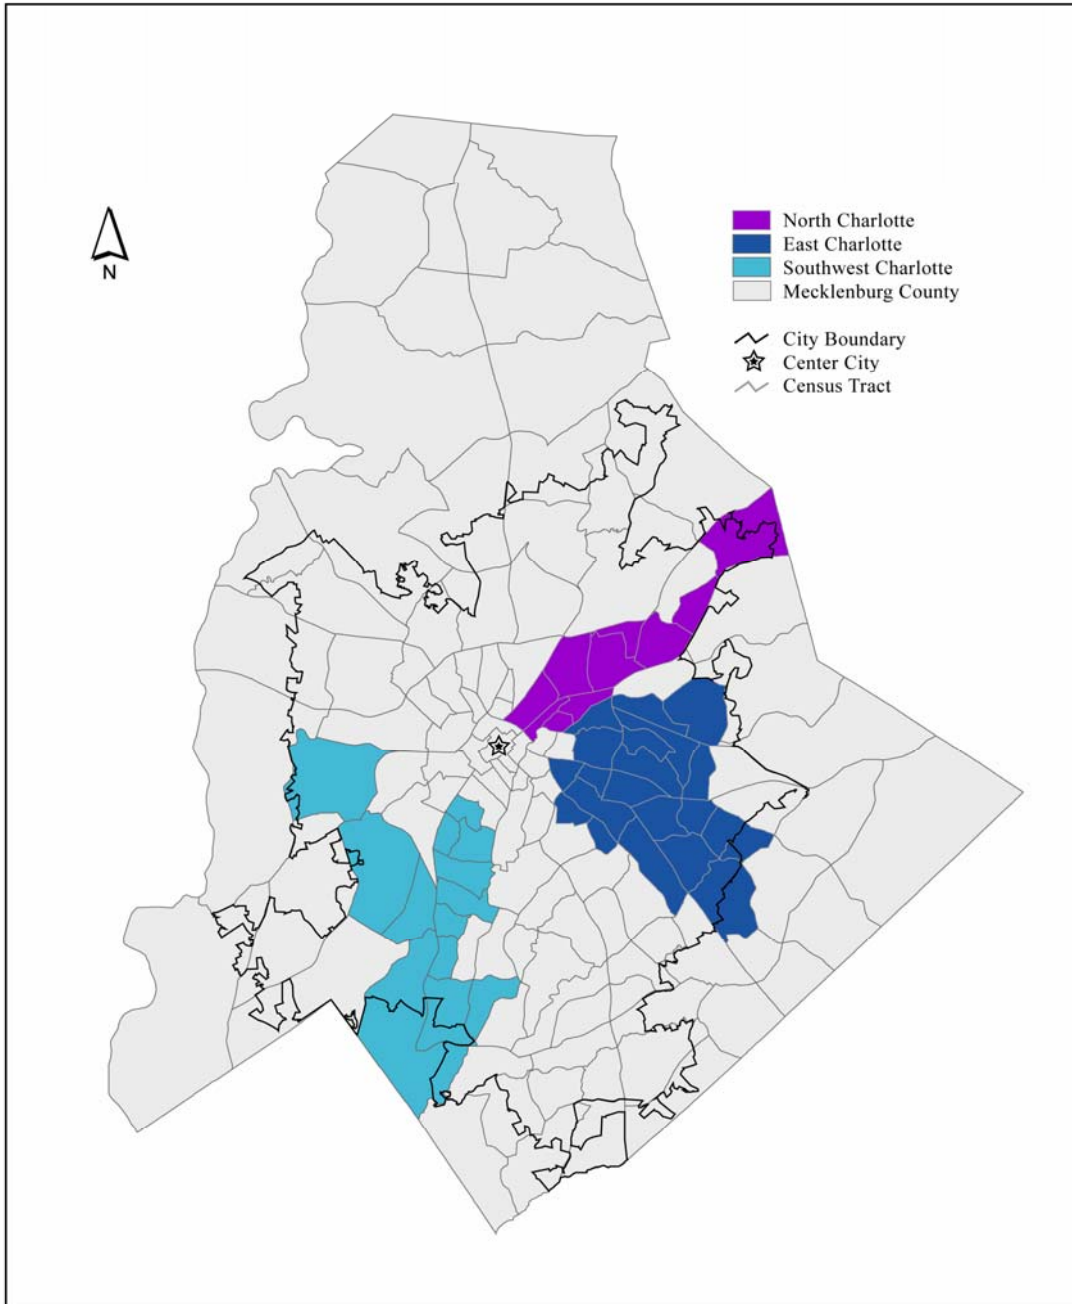 North Charlotte
East Charlotte
Southwest Charlotte
Mecklenburg County
N
City Boundary
Center City
Census Tract